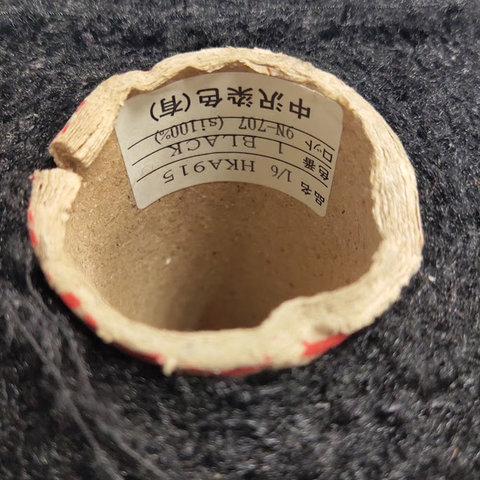 品名 1/6 HKA915
色番 1 BLACK
ロット 9N-707 (si100%)
中沢染色(有)